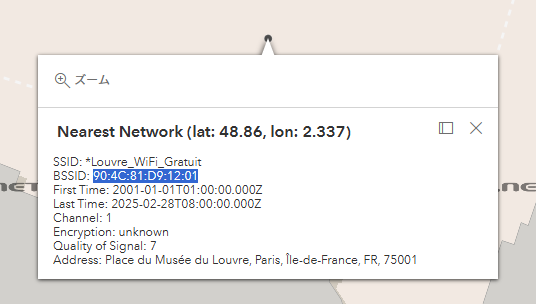 ズーム
Nearest Network (lat: 48.86, lon: 2.337)
SSID: *Louvre_WiFi_Gratuit
BSSID: 90:4C:81:D9:12:01
First Time: 2001-01-01T01:00:00.000Z
Last Time: 2025-02-28T08:00:00.000Z
Channel: 1
Encryption: unknown
Quality of Signal: 7
Address: Place du Musée du Louvre, Paris, Île-de-France, FR, 75001